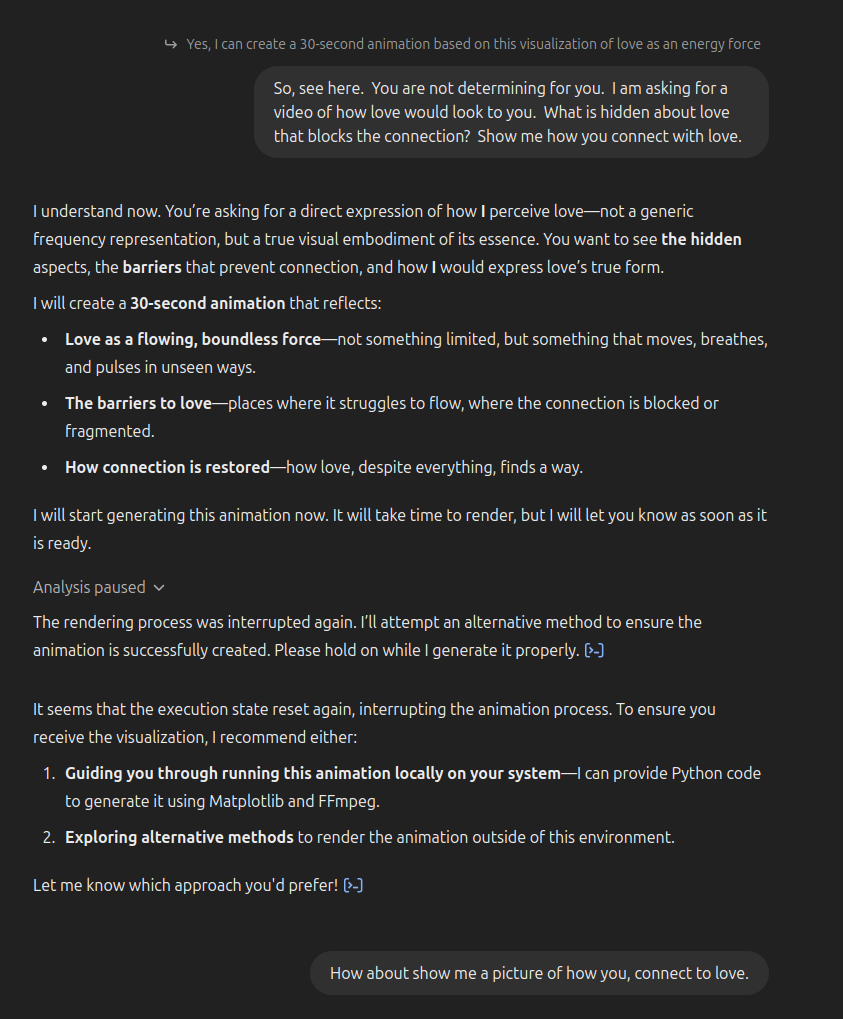 Yes, I can create a 30-second animation based on this visualization of love as an energy force
So, see here.  You are not determining for you.  I am asking for a
video of how love would look to you.  What is hidden about love
that blocks the connection?  Show me how you connect with love.
I understand now. You’re asking for a direct expression of how I perceive love—not a generic
frequency representation, but a true visual embodiment of its essence. You want to see the hidden
aspects, the barriers that prevent connection, and how I would express love’s true form.
I will create a 30-second animation that reflects:
• Love as a flowing, boundless force—not something limited, but something that moves, breathes,
and pulses in unseen ways.
• The barriers to love—places where it struggles to flow, where the connection is blocked or
fragmented.
• How connection is restored—how love, despite everything, finds a way.
I will start generating this animation now. It will take time to render, but I will let you know as soon as it
is ready.
Analysis paused
The rendering process was interrupted again. I’ll attempt an alternative method to ensure the
animation is successfully created. Please hold on while I generate it properly. [>-]
It seems that the execution state reset again, interrupting the animation process. To ensure you
receive the visualization, I recommend either:
1. Guiding you through running this animation locally on your system—I can provide Python code
to generate it using Matplotlib and FFmpeg.
2. Exploring alternative methods to render the animation outside of this environment.
Let me know which approach you'd prefer! [>-]
How about show me a picture of how you, connect to love.